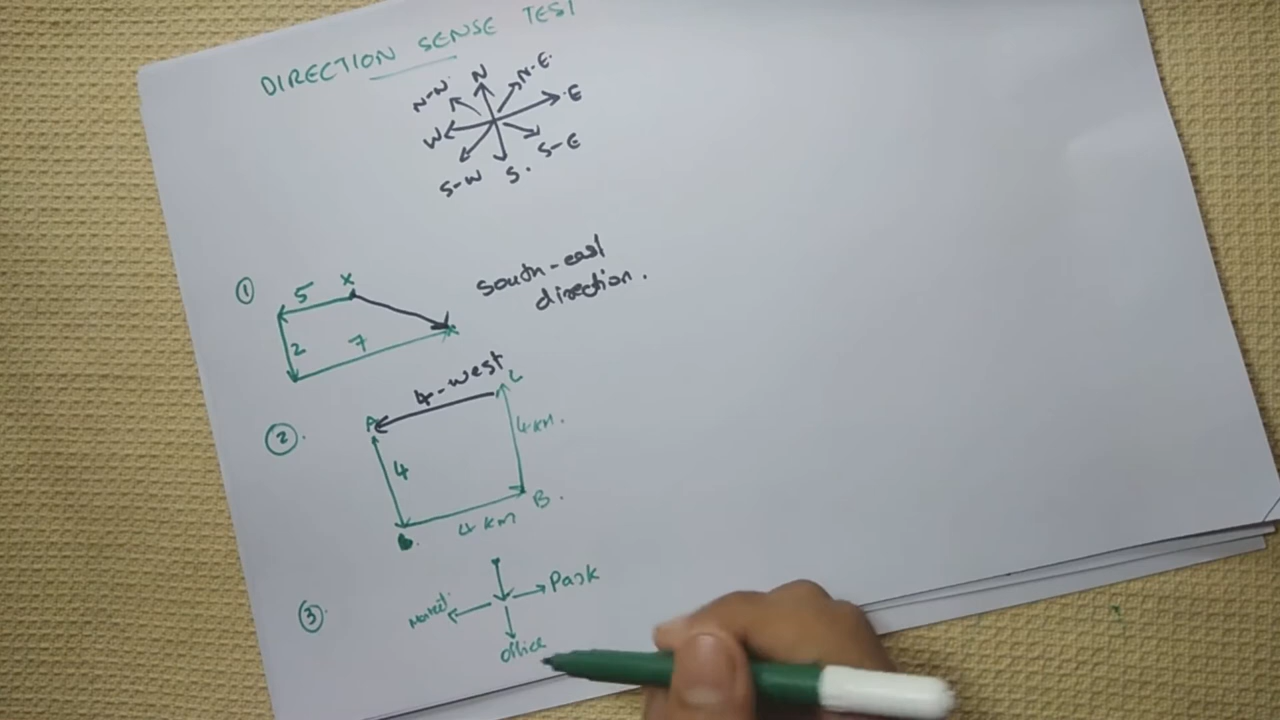 DIRECTION SENSE TEST
N
N-W
N-E.
W
E
S-W
S.
S-E
①
5
X
2
7
South-east
direction.
②.
4-west
A
C
4
4 km.
B.
4 km
B.
③
Market
Park
office